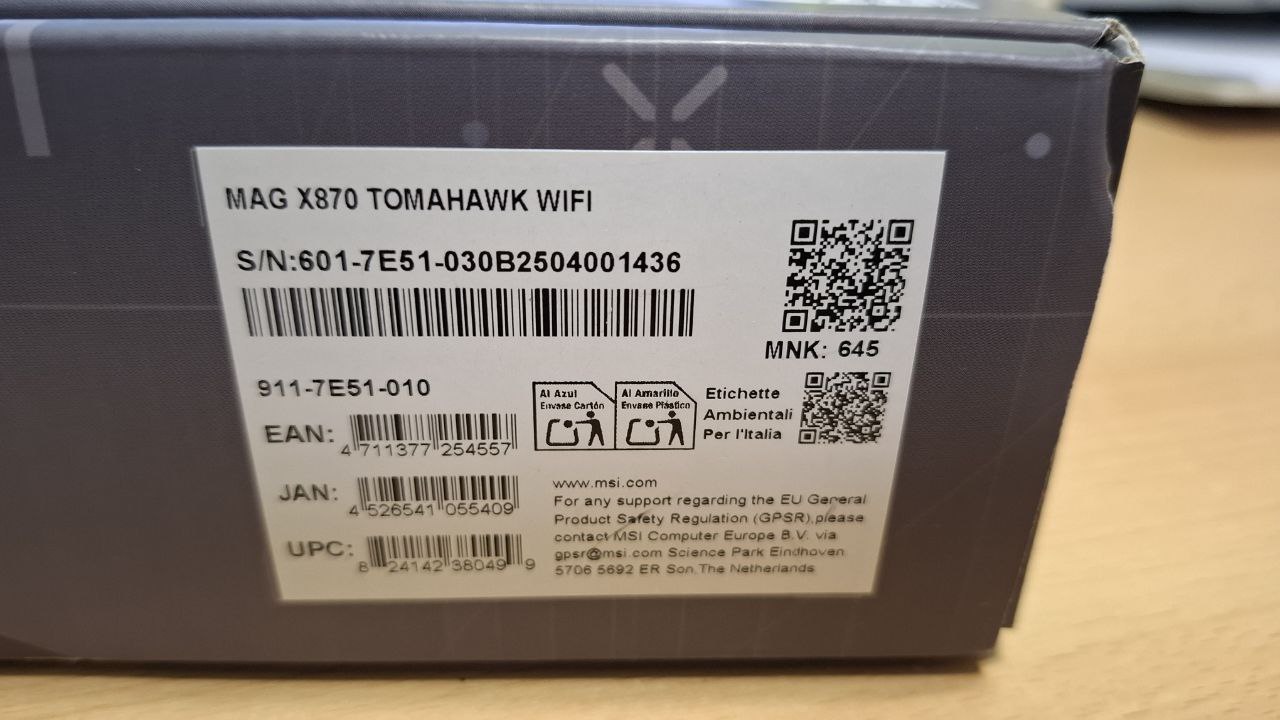 MAG X870 TOMAHAWK WIFI
S/N:601-7E51-030B2504001436
MNK: 645
911-7E51-010
EAN:
4 711377 254557
JAN:
4 526541 055409
UPC:
8 24142 38049 9
Al Azul
Envase Cartón
Al Amarillo
Envase Plástico
Etichette
Ambientali
Per l'Italia
www.msi.com
For any support regarding the EU General
Product Safety Regulation (GPSR),please
contact MSI Computer Europe B.V. via
gpsr@msi.com Science Park Eindhoven
5706 5692 ER Son,The Netherlands